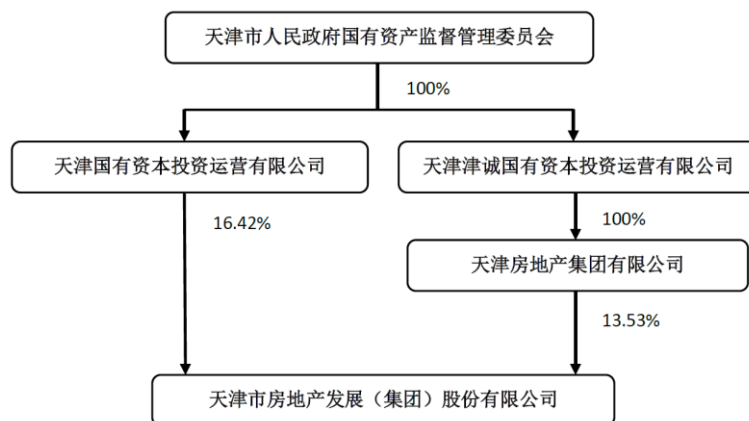 天津市人民政府国有资产监督管理委员会
100%
天津国有资本投资运营有限公司
天津津诚国有资本投资运营有限公司
16.42%
100%
天津房地产集团有限公司
13.53%
天津市房地产发展（集团）股份有限公司